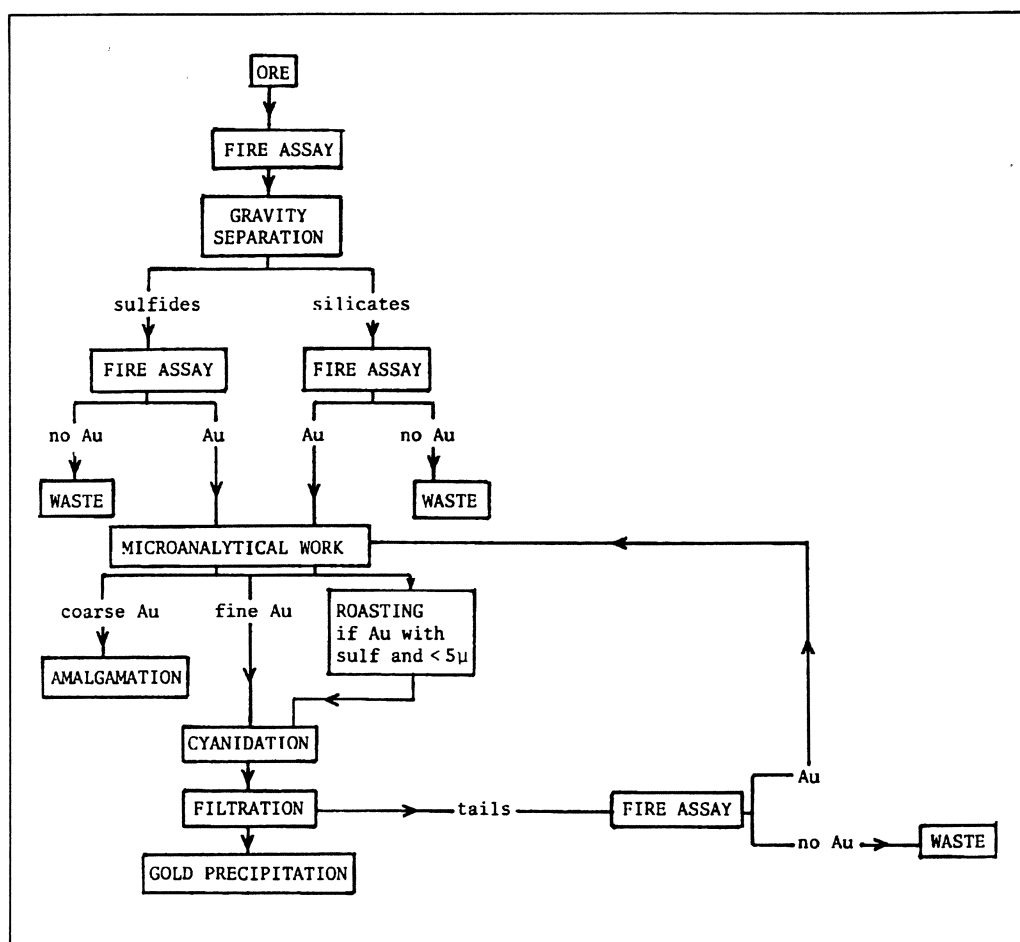 ORE
FIRE ASSAY
GRAVITY
SEPARATION
sulfides
silicates
FIRE ASSAY
FIRE ASSAY
no Au
Au
Au
no Au
WASTE
WASTE
MICROANALYTICAL WORK
coarse Au
fine Au
ROASTING
if Au with
sulf and <5µ
AMALGAMATION
CYANIDATION
Au
FILTRATION
tails
FIRE ASSAY
no Au
WASTE
GOLD PRECIPITATION